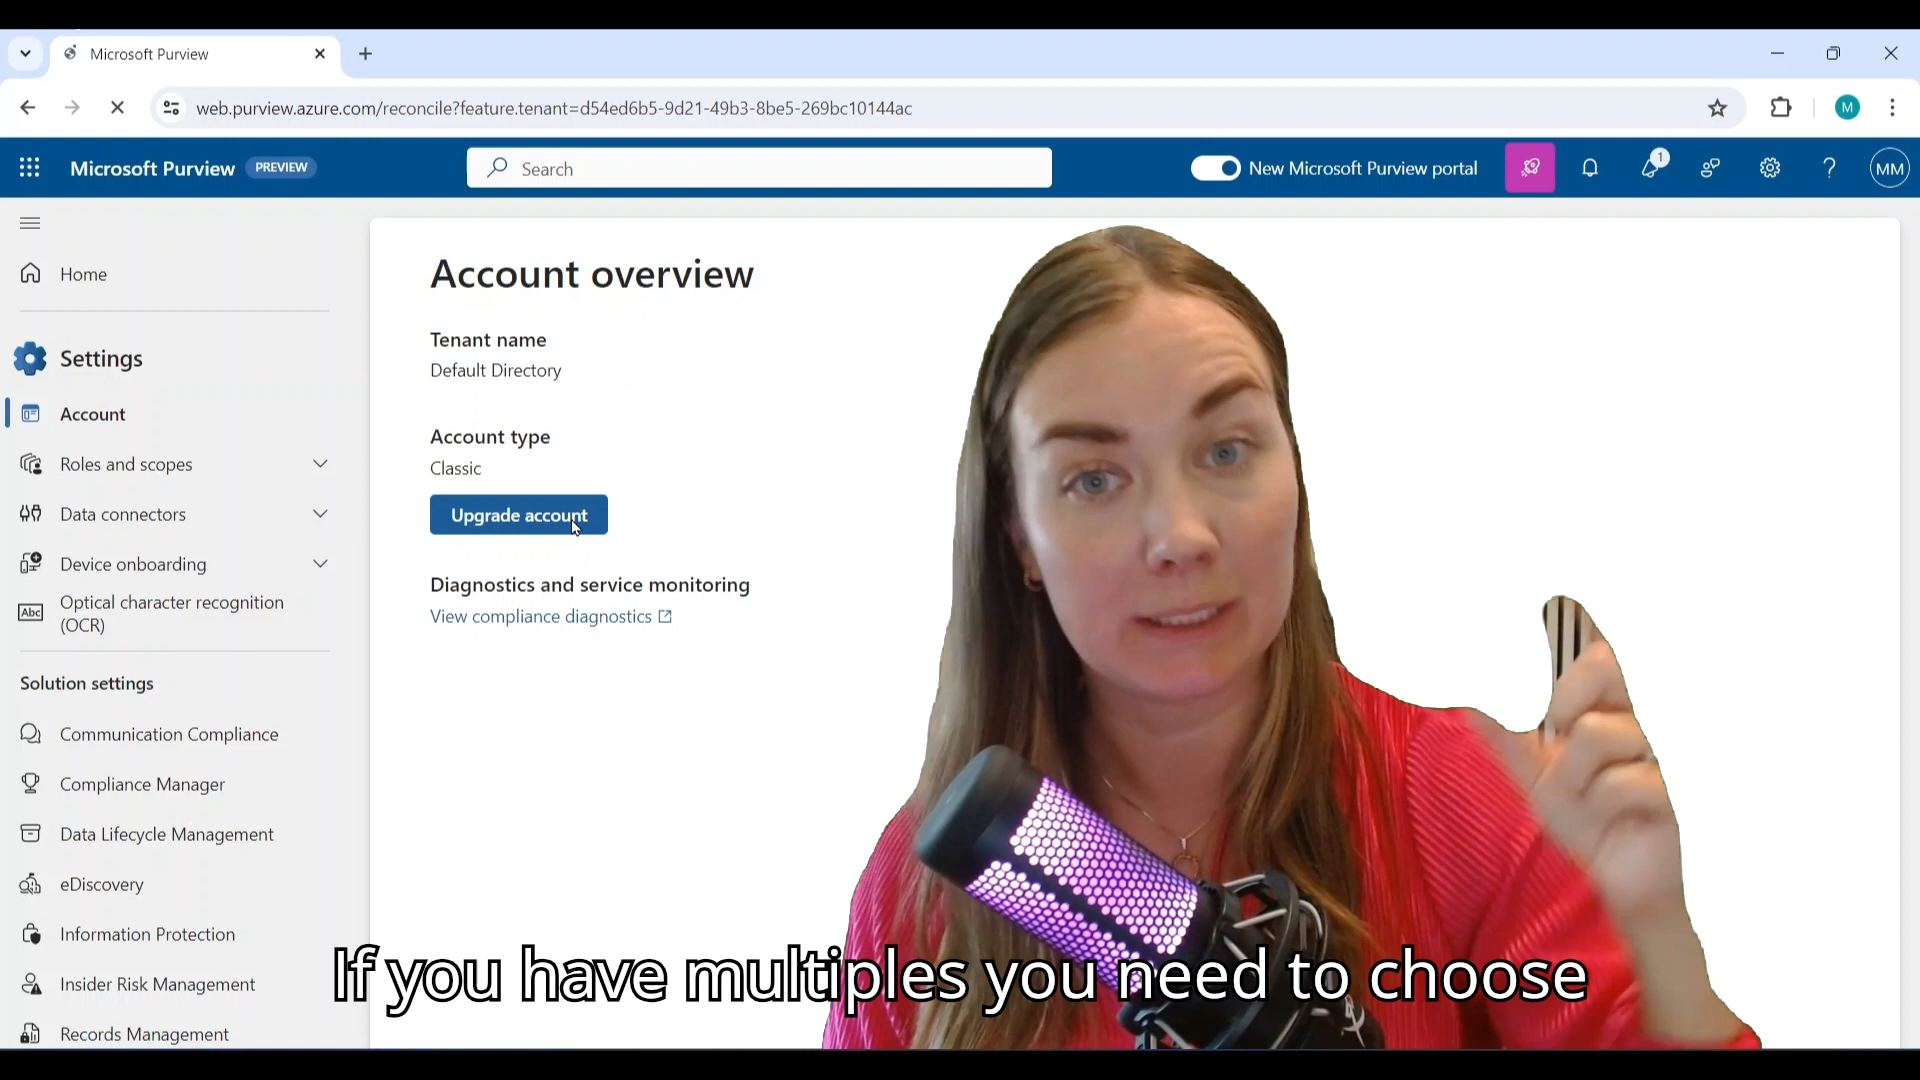 Microsoft Purview
web.purview.azure.com/reconcile?feature.tenant=d54ed6b5-9d21-49b3-8be5-269bc10144ac
M
Microsoft Purview PREVIEW
Search
New Microsoft Purview portal
1
?
MM
Home
Settings
Account
Roles and scopes
Data connectors
Device onboarding
Abc
Optical character recognition
(OCR)
Solution settings
Communication Compliance
Compliance Manager
Data Lifecycle Management
eDiscovery
Information Protection
Insider Risk Management
Records Management
Account overview
Tenant name
Default Directory
Account type
Classic
Upgrade account
Diagnostics and service monitoring
View compliance diagnostics
If you have multiples you need to choose